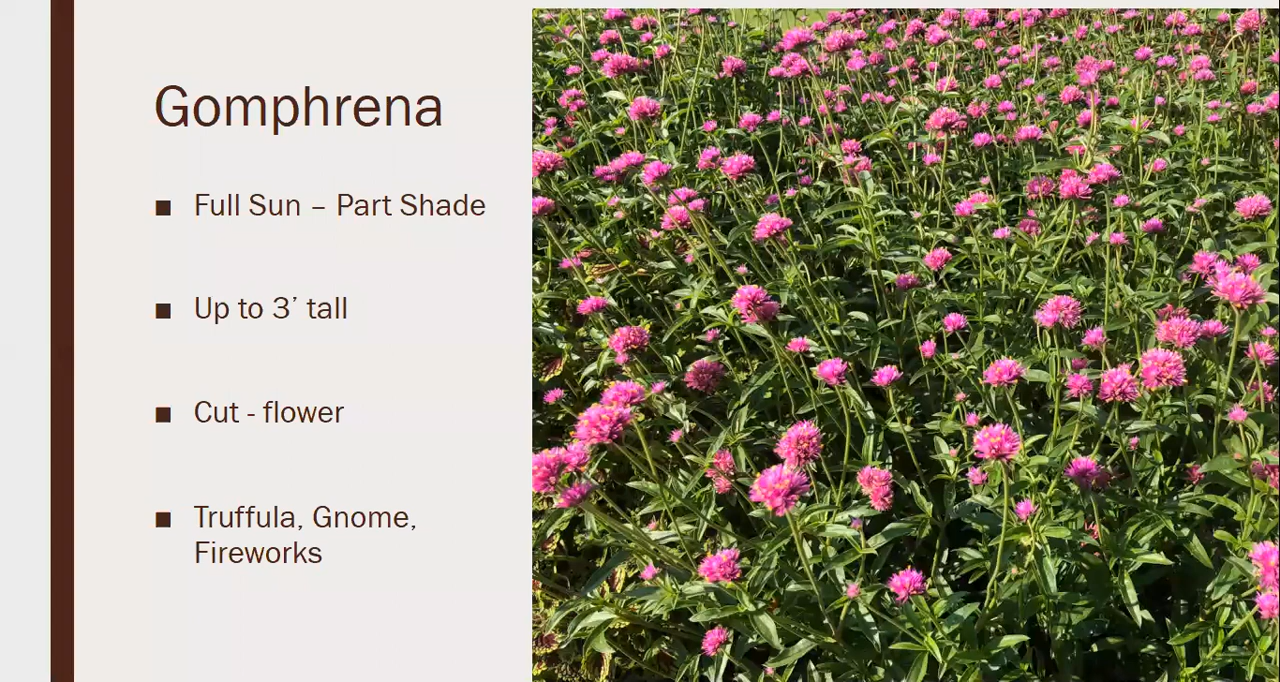 Gomphrena
▪ Full Sun – Part Shade
▪ Up to 3’ tall
▪ Cut - flower
▪ Truffula, Gnome,
Fireworks